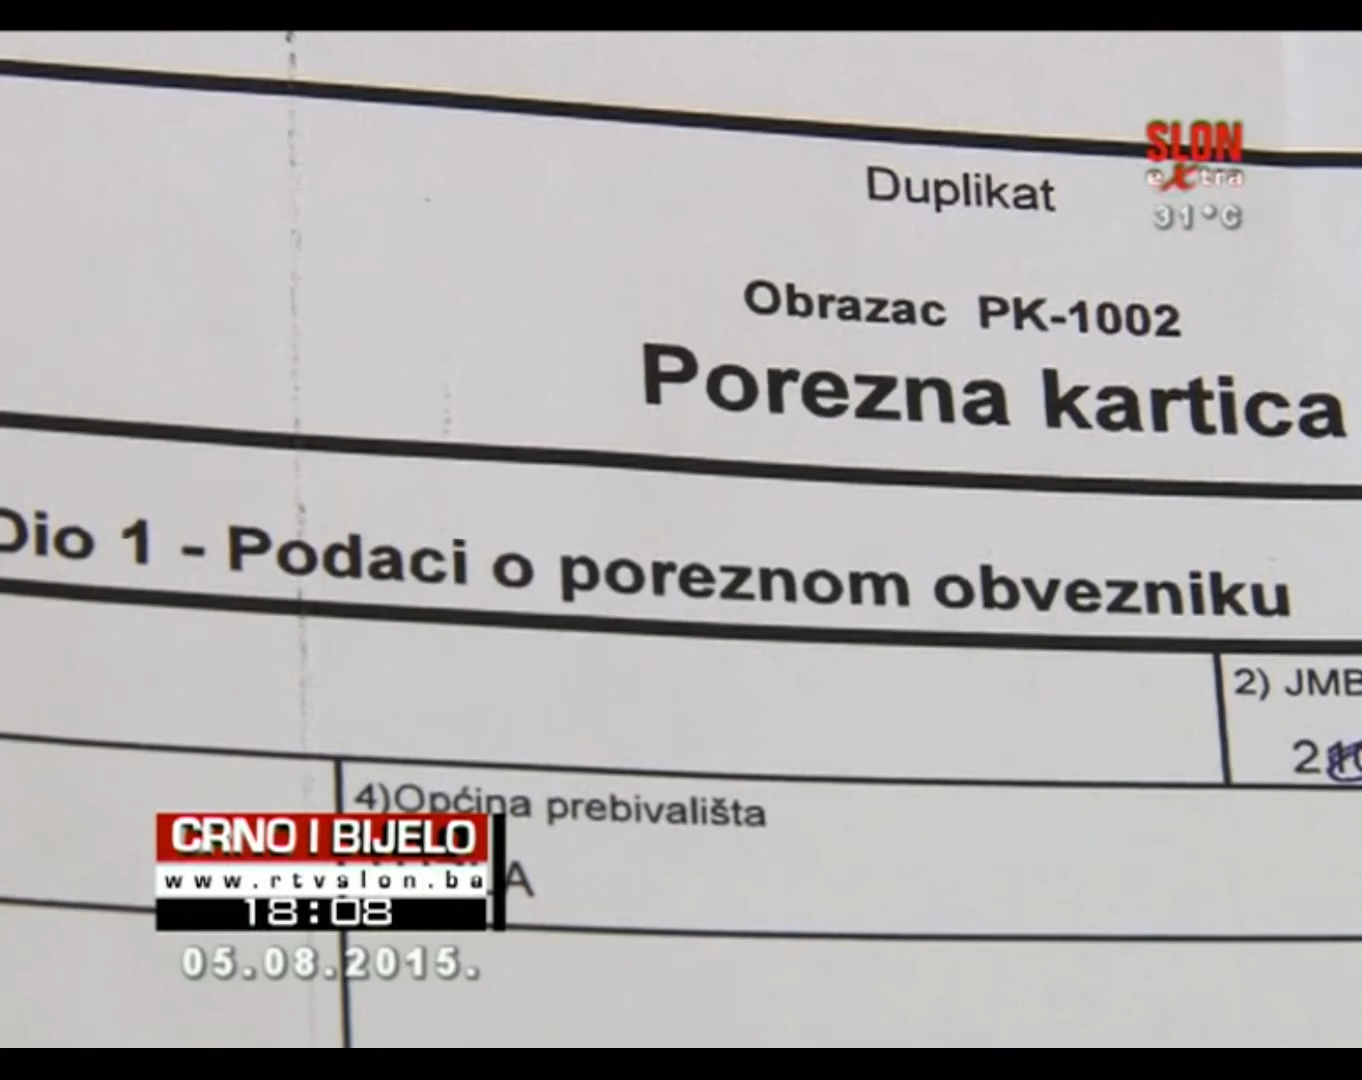 SLON
extra
31°C
Duplikat
Obrazac PK-1002
Porezna kartica
Dio 1 - Podaci o poreznom obvezniku
2) JMB
2
4)Općina prebivališta
CRNO I BIJELO
www.rtvslon.ba
18:08
05.08.2015.